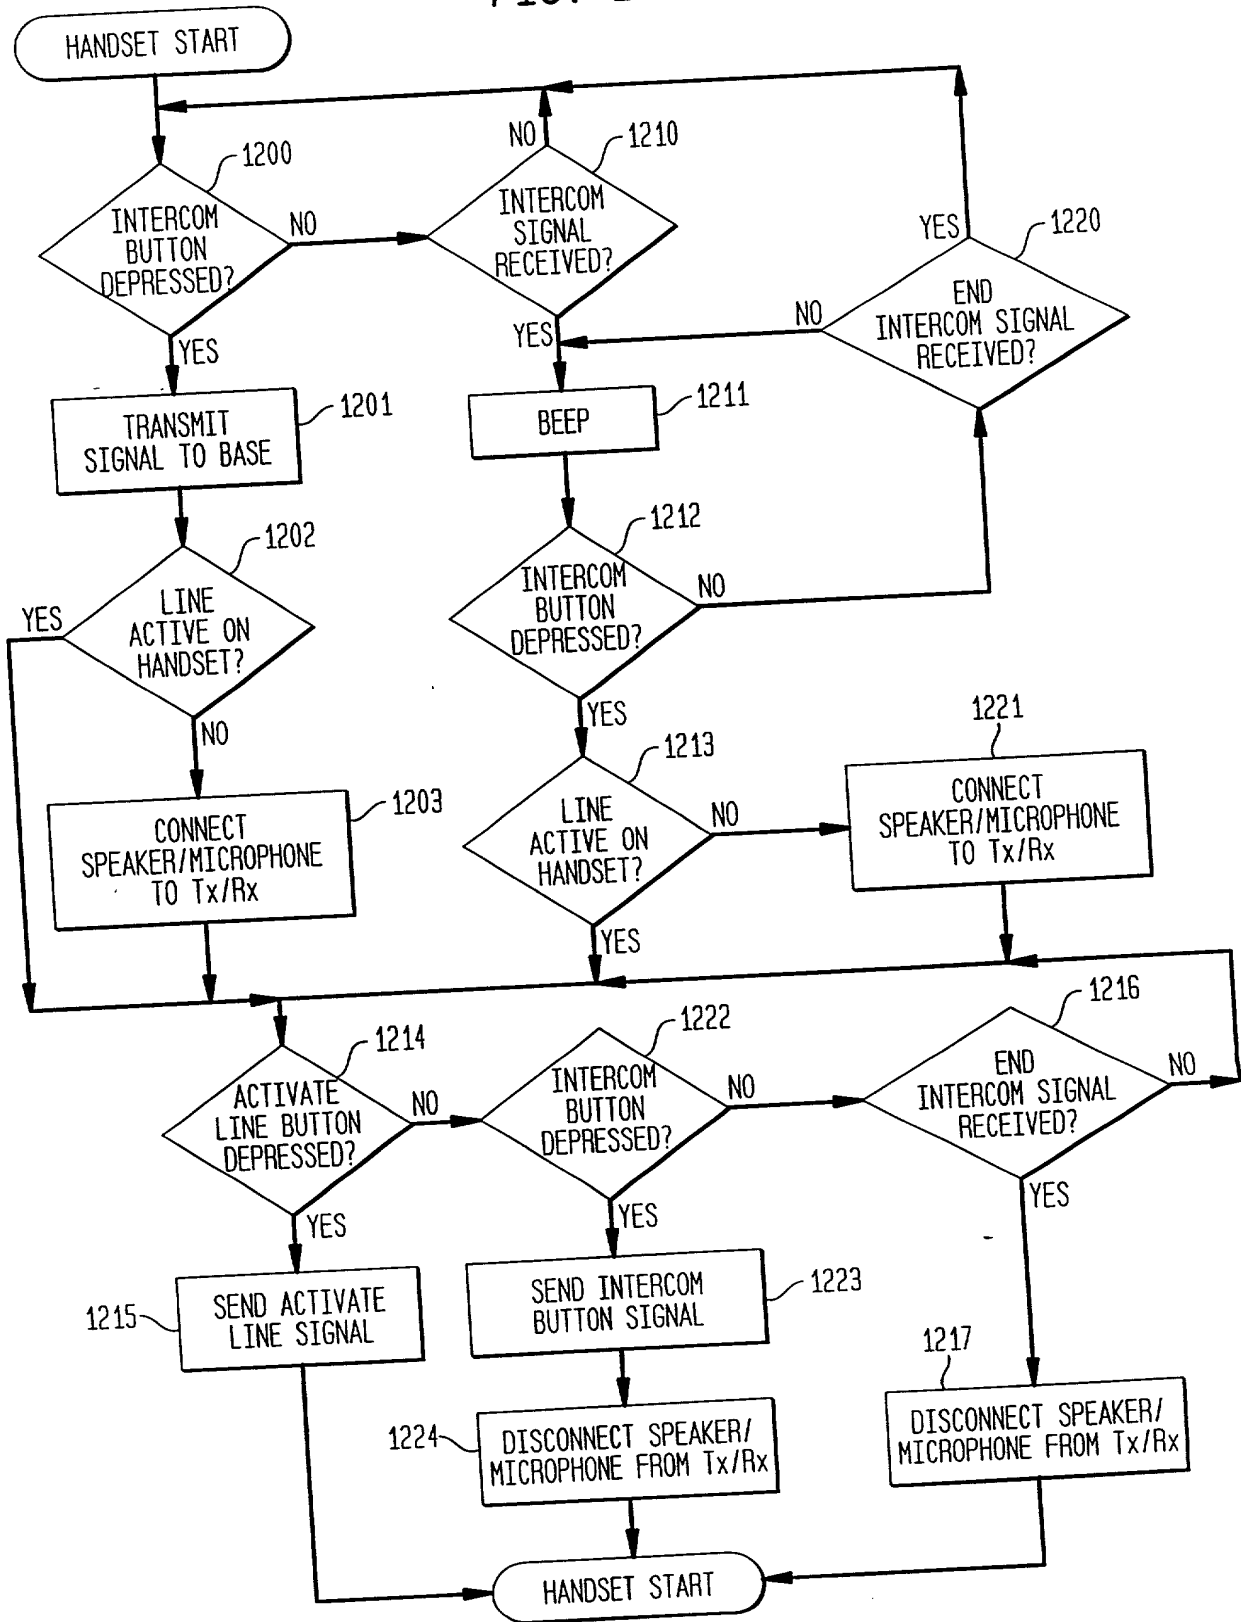 HANDSET START
1200
INTERCOM
BUTTON
DEPRESSED?
NO
YES
1210
INTERCOM
SIGNAL
RECEIVED?
NO
YES
1220
END
INTERCOM SIGNAL
RECEIVED?
YES
NO
1201
TRANSMIT
SIGNAL TO BASE
1211
BEEP
1202
LINE
ACTIVE ON
HANDSET?
YES
NO
1212
INTERCOM
BUTTON
DEPRESSED?
NO
YES
1203
CONNECT
SPEAKER/MICROPHONE
TO Tx/Rx
1213
LINE
ACTIVE ON
HANDSET?
NO
YES
1221
CONNECT
SPEAKER/MICROPHONE
TO Tx/Rx
1214
ACTIVATE
LINE BUTTON
DEPRESSED?
NO
YES
1222
INTERCOM
BUTTON
DEPRESSED?
NO
YES
1216
END
INTERCOM SIGNAL
RECEIVED?
NO
YES
1215
SEND ACTIVATE
LINE SIGNAL
1223
SEND INTERCOM
BUTTON SIGNAL
1224
DISCONNECT SPEAKER/
MICROPHONE FROM Tx/Rx
1217
DISCONNECT SPEAKER/
MICROPHONE FROM Tx/Rx
HANDSET START